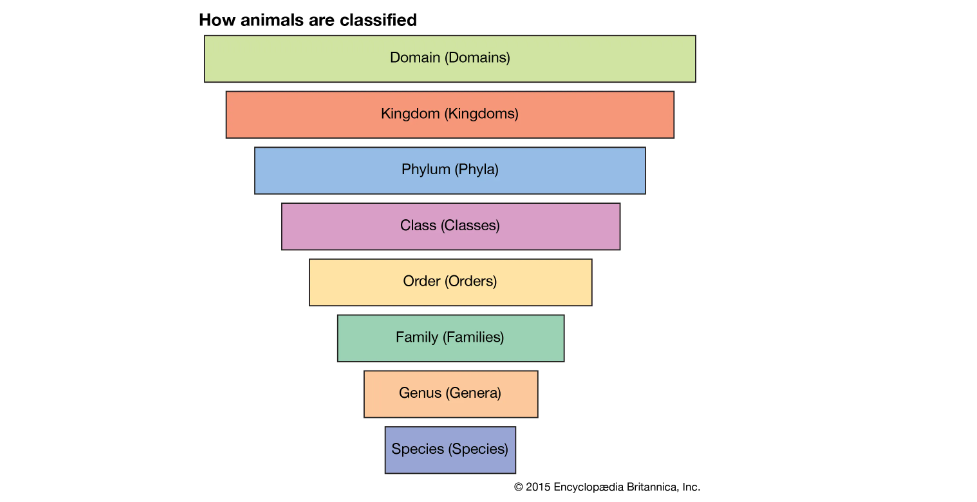 How animals are classified
Domain (Domains)
Kingdom (Kingdoms)
Phylum (Phyla)
Class (Classes)
Order (Orders)
Family (Families)
Genus (Genera)
Species (Species)
© 2015 Encyclopædia Britannica, Inc.